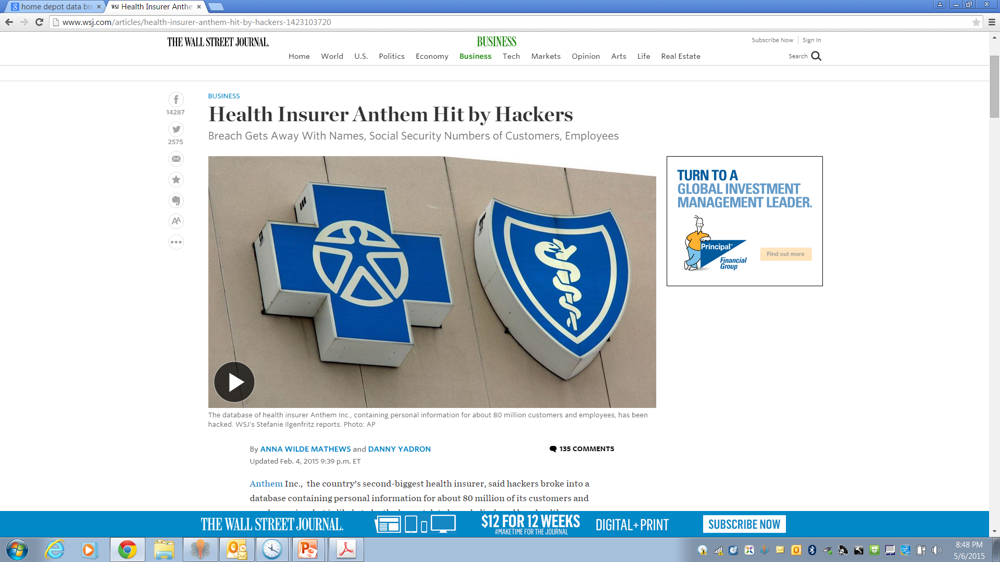 home depot data bre
WSJ Health Insurer Anthe
www.wsj.com/articles/health-insurer-anthem-hit-by-hackers-1423103720
THE WALL STREET JOURNAL.
BUSINESS
Subscribe Now Sign In
Home World U.S. Politics Economy Business Tech Markets Opinion Arts Life Real Estate
Search
BUSINESS
Health Insurer Anthem Hit by Hackers
Breach Gets Away With Names, Social Security Numbers of Customers, Employees
14287
2575
AA
TURN TO A
GLOBAL INVESTMENT
MANAGEMENT LEADER.
Principal
Financial
Group
Find out more
The database of health insurer Anthem Inc., containing personal information for about 80 million customers and employees, has been
hacked. WSJ's Stefanie Ilgenfritz reports. Photo: AP
By ANNA WILDE MATHEWS and DANNY YADRON
135 COMMENTS
Updated Feb. 4, 2015 9:39 p.m. ET
Anthem Inc., the country’s second-biggest health insurer, said hackers broke into a
database containing personal information for about 80 million of its customers and
THE WALL STREET JOURNAL.
$12 FOR 12 WEEKS
#MAKETIME FOR THE JOURNAL
DIGITAL+PRINT
SUBSCRIBE NOW
8:48 PM
5/6/2015